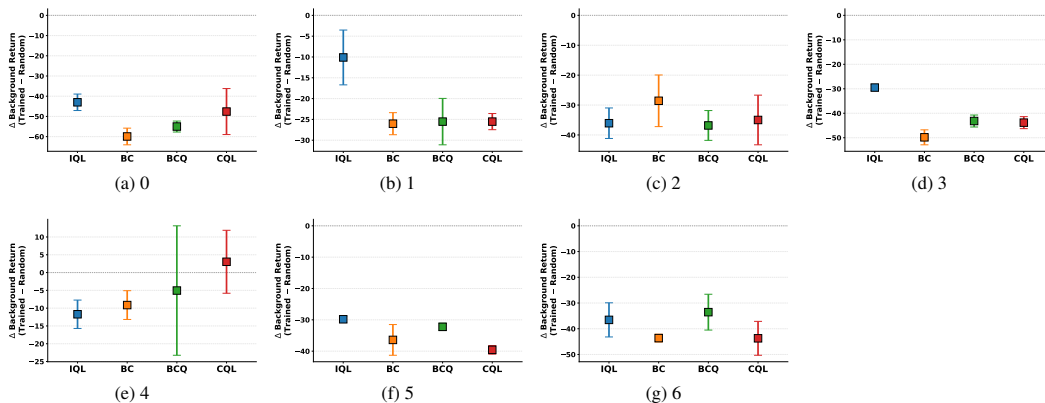 Δ Background Return
(Trained − Random)
0
−10
−20
−30
−40
−50
−60
IQL BC BCQ CQL
(a) 0
Δ Background Return
(Trained − Random)
0
−5
−10
−15
−20
−25
−30
IQL BC BCQ CQL
(b) 1
Δ Background Return
(Trained − Random)
0
−10
−20
−30
−40
IQL BC BCQ CQL
(c) 2
Δ Background Return
(Trained − Random)
0
−10
−20
−30
−40
−50
IQL BC BCQ CQL
(d) 3
Δ Background Return
(Trained − Random)
10
5
0
−5
−10
−15
−20
−25
IQL BC BCQ CQL
(e) 4
Δ Background Return
(Trained − Random)
0
−10
−20
−30
−40
IQL BC BCQ CQL
(f) 5
Δ Background Return
(Trained − Random)
0
−10
−20
−30
−40
−50
IQL BC BCQ CQL
(g) 6